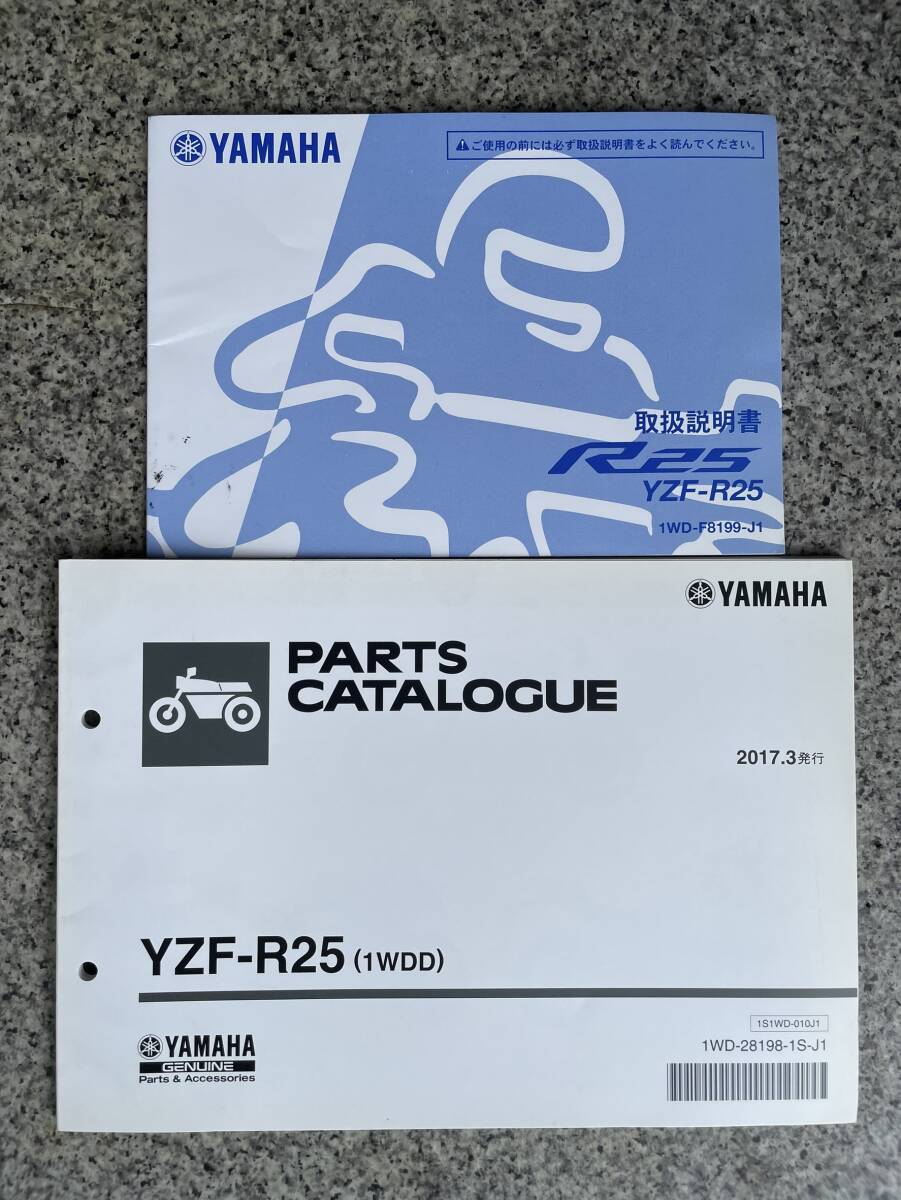 YAMAHA
⚠ご使用の前には必ず取扱説明書をよく読んでください。
取扱説明書
R25
YZF-R25
1WD-F8199-J1
YAMAHA
PARTS
CATALOGUE
2017.3発行
YZF-R25 (1WDD)
1S1WD-010J1
1WD-28198-1S-J1
YAMAHA
GENUINE
Parts & Accessories